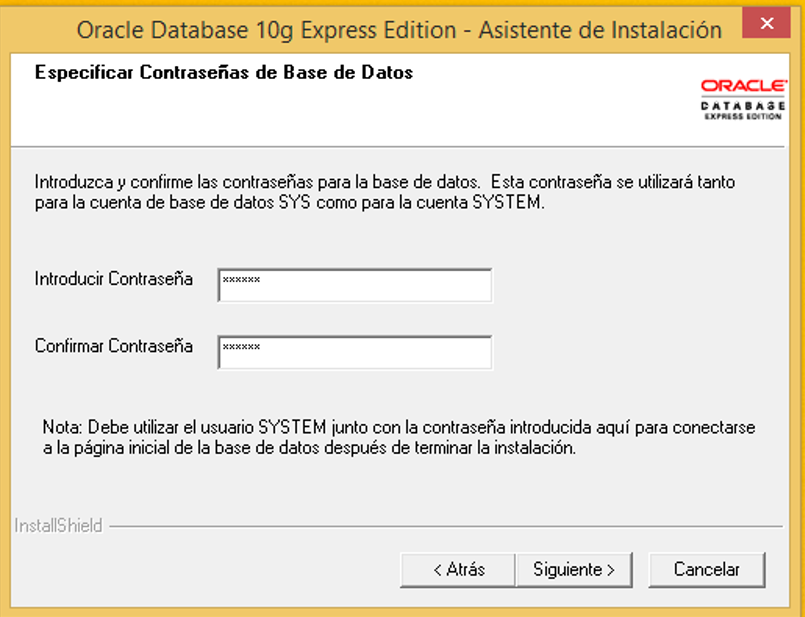 Oracle Database 10g Express Edition - Asistente de Instalación
Especificar Contraseñas de Base de Datos
ORACLE
DATABASE
EXPRESS EDITION
Introduzca y confirme las contraseñas para la base de datos. Esta contraseña se utilizará tanto
para la cuenta de base de datos SYS como para la cuenta SYSTEM.
Introducir Contraseña ××××××
Confirmar Contraseña ××××××
Nota: Debe utilizar el usuario SYSTEM junto con la contraseña introducida aquí para conectarse
a la página inicial de la base de datos después de terminar la instalación.
InstallShield
< Atrás Siguiente > Cancelar